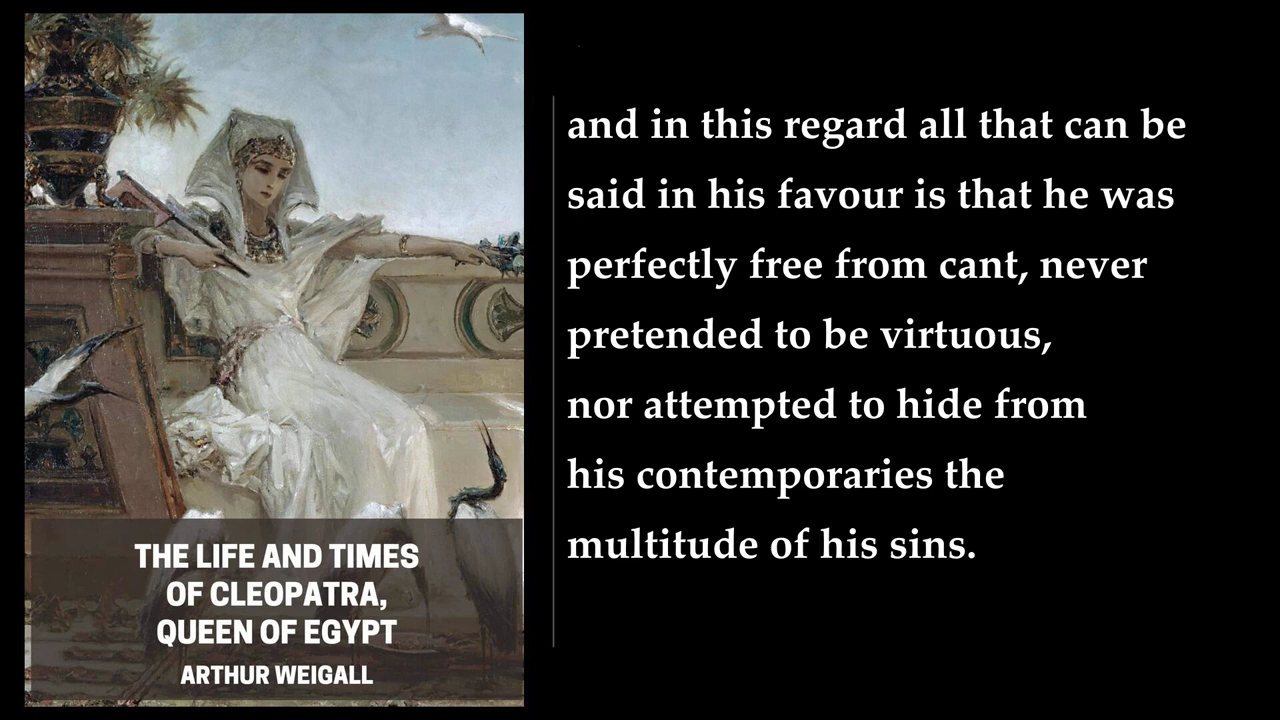 THE LIFE AND TIMES
OF CLEOPATRA,
QUEEN OF EGYPT
ARTHUR WEIGALL
and in this regard all that can be
said in his favour is that he was
perfectly free from cant, never
pretended to be virtuous,
nor attempted to hide from
his contemporaries the
multitude of his sins.